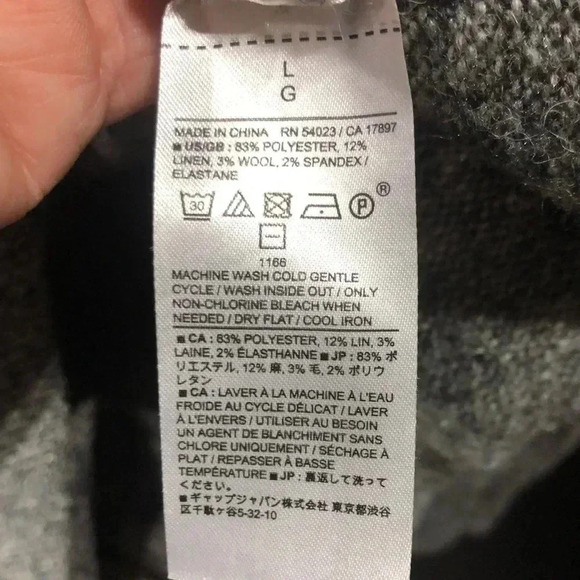 L
G
MADE IN CHINA RN 54023 / CA 17897
■ US/GB : 83% POLYESTER, 12%
LINEN, 3% WOOL, 2% SPANDEX /
ELASTANE
30 P ®
1166
MACHINE WASH COLD GENTLE
CYCLE / WASH INSIDE OUT / ONLY
NON-CHLORINE BLEACH WHEN
NEEDED / DRY FLAT / COOL IRON
■ CA : 83% POLYESTER, 12% LIN, 3%
LAINE, 2% ÉLASTHANNE ■ JP : 83% ポ
リエステル, 12% 麻, 3% 毛, 2% ポリウ
レタン
■ CA : LAVER À LA MACHINE À L'EAU
FROIDE AU CYCLE DÉLICAT / LAVER
À L'ENVERS / UTILISER AU BESOIN
UN AGENT DE BLANCHIMENT SANS
CHLORE UNIQUEMENT / SÉCHAGE À
PLAT / REPASSER À BASSE
TEMPÉRATURE ■ JP : 裏返して洗って
ください。
■ ギャップジャパン株式会社 東京都渋谷
区千駄ヶ谷5-32-10